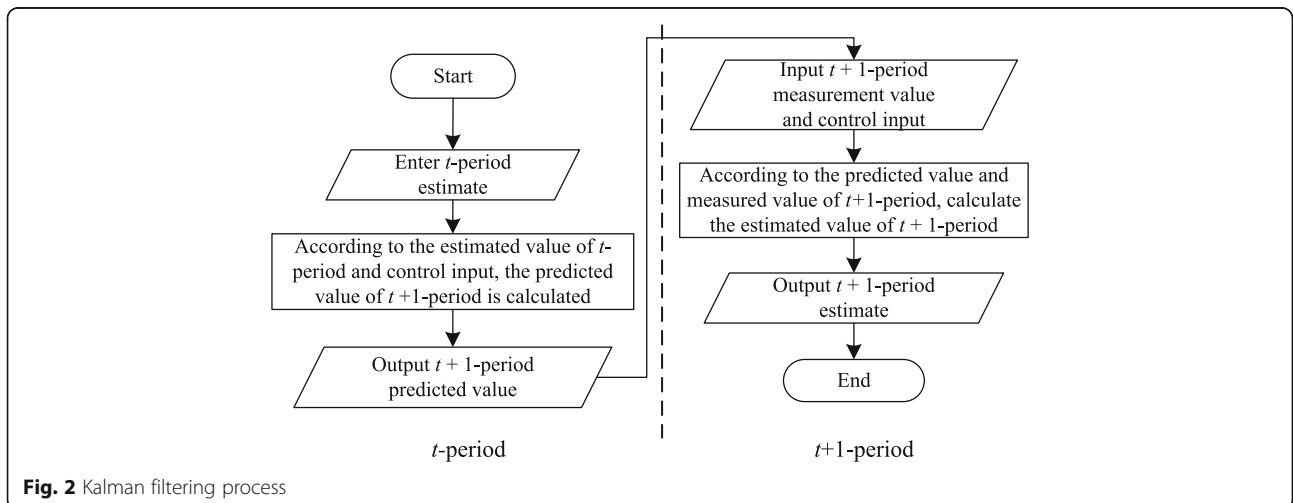 Start
Enter t-period
estimate
According to the estimated value of t-
period and control input, the predicted
value of t +1-period is calculated
Output t + 1-period
predicted value
t-period
Input t + 1-period
measurement value
and control input
According to the predicted value and
measured value of t+1-period, calculate
the estimated value of t + 1-period
Output t + 1-period
estimate
End
t+1-period
Fig. 2 Kalman filtering process